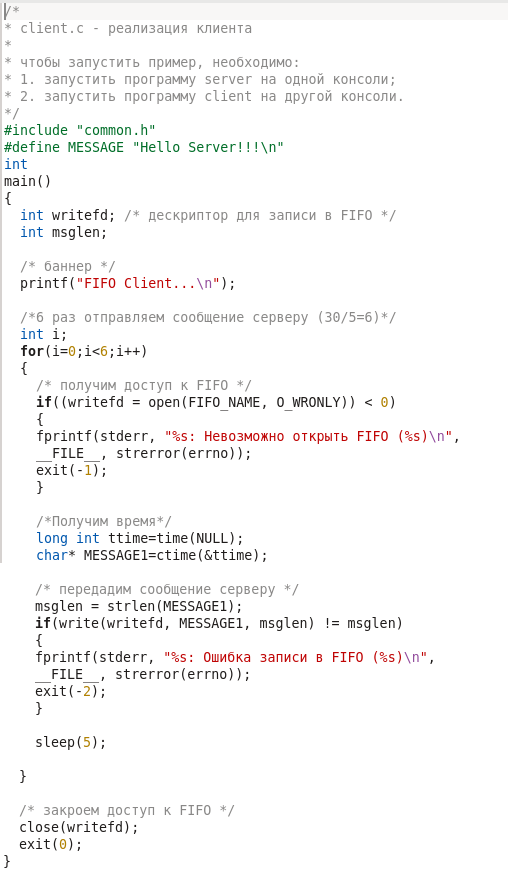 /*
* client.c - реализация клиента
*
* чтобы запустить пример, необходимо:
* 1. запустить программу server на одной консоли;
* 2. запустить программу client на другой консоли.
*/
#include "common.h"
#define MESSAGE "Hello Server!!!\n"
int
main()
{
  int writefd; /* дескриптор для записи в FIFO */
  int msglen;

  /* баннер */
  printf("FIFO Client...\n");

  /*6 раз отправляем сообщение серверу (30/5=6)*/
  int i;
  for(i=0;i<6;i++)
  {
    /* получим доступ к FIFO */
    if((writefd = open(FIFO_NAME, O_WRONLY)) < 0)
    {
    fprintf(stderr, "%s: Невозможно открыть FIFO (%s)\n",
    __FILE__, strerror(errno));
    exit(-1);
    }

    /*Получим время*/
    long int ttime=time(NULL);
    char* MESSAGE1=ctime(&ttime);

    /* передадим сообщение серверу */
    msglen = strlen(MESSAGE1);
    if(write(writefd, MESSAGE1, msglen) != msglen)
    {
    fprintf(stderr, "%s: Ошибка записи в FIFO (%s)\n",
    __FILE__, strerror(errno));
    exit(-2);
    }

    sleep(5);

  }

  /* закроем доступ к FIFO */
  close(writefd);
  exit(0);
}